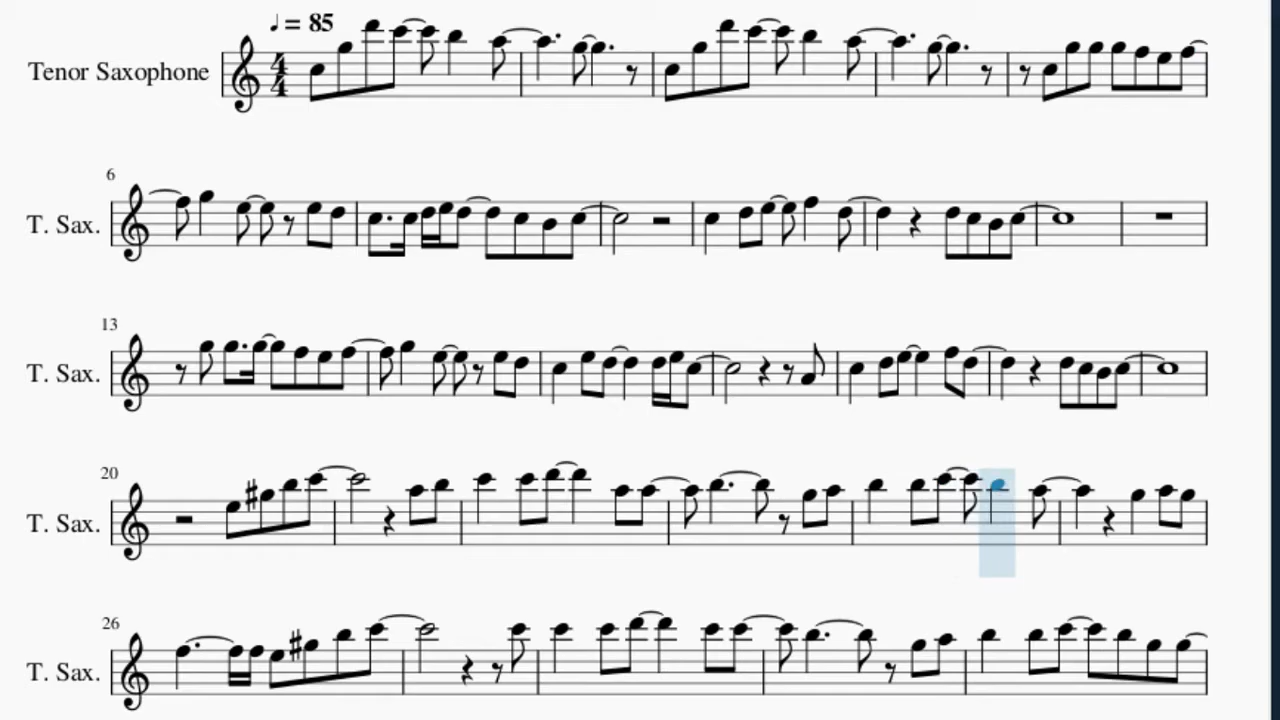 ♩ = 85
Tenor Saxophone
4
4
6
T. Sax.
13
T. Sax.
20
T. Sax.
26
T. Sax.